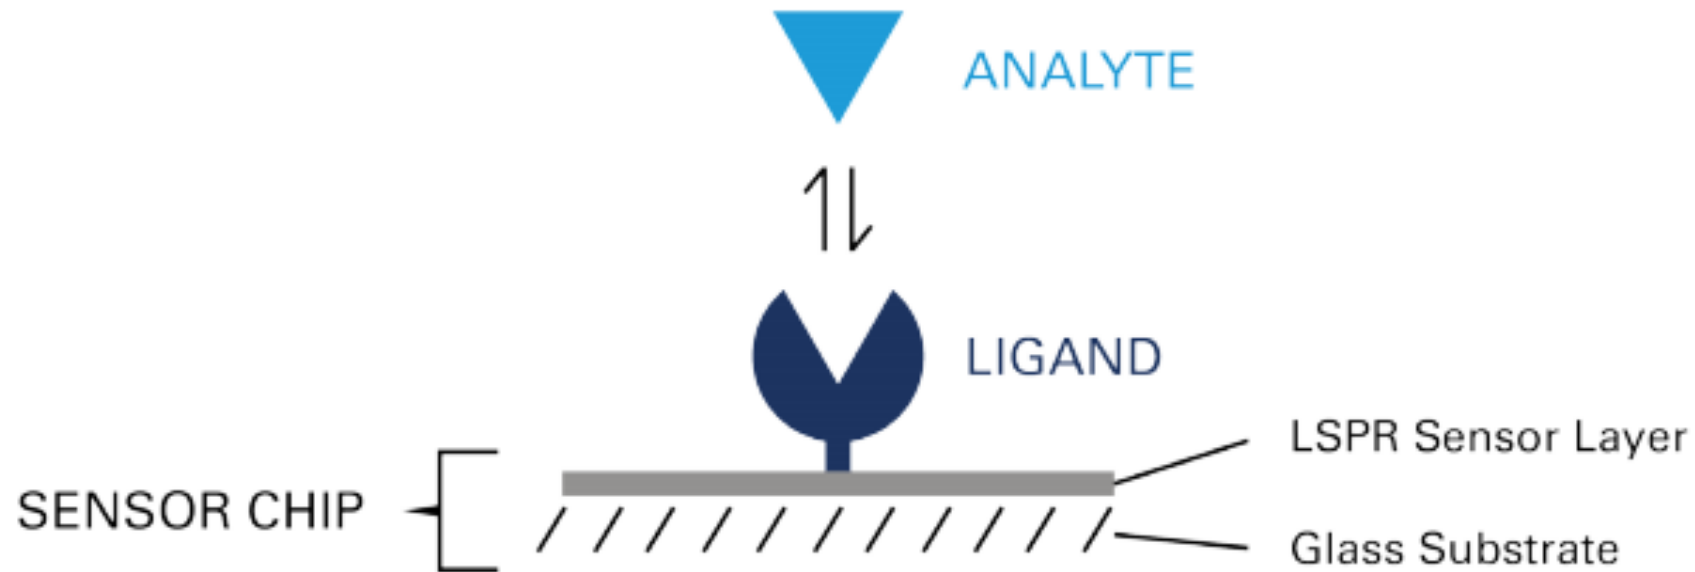 ANALYTE
LIGAND
LSPR Sensor Layer
SENSOR CHIP
Glass Substrate